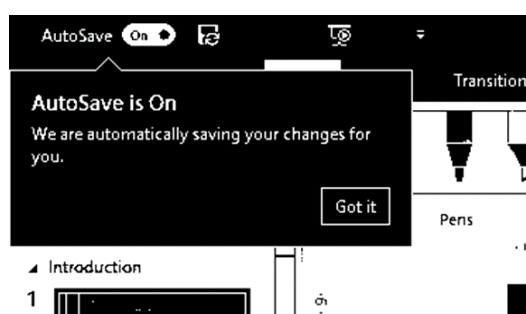 AutoSave On
Transition
AutoSave is On
We are automatically saving your changes for
you.
Got it
Pens
Introduction
1